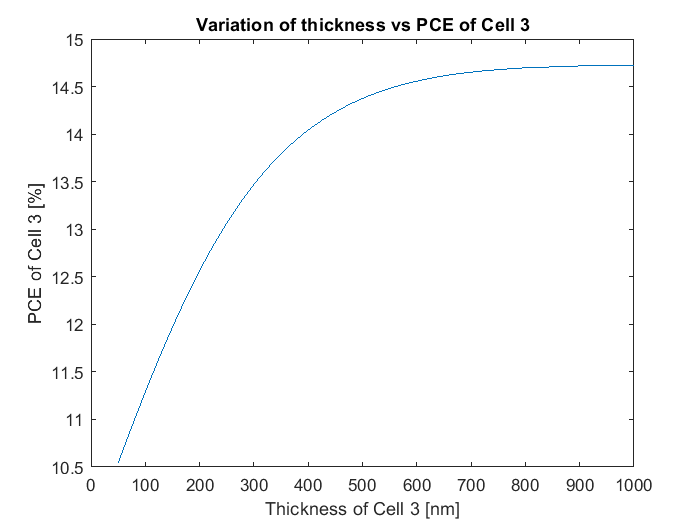 Variation of thickness vs PCE of Cell 3
15
14.5
14
13.5
13
12.5
12
11.5
11
10.5
PCE of Cell 3 [%]
0 100 200 300 400 500 600 700 800 900 1000
Thickness of Cell 3 [nm]